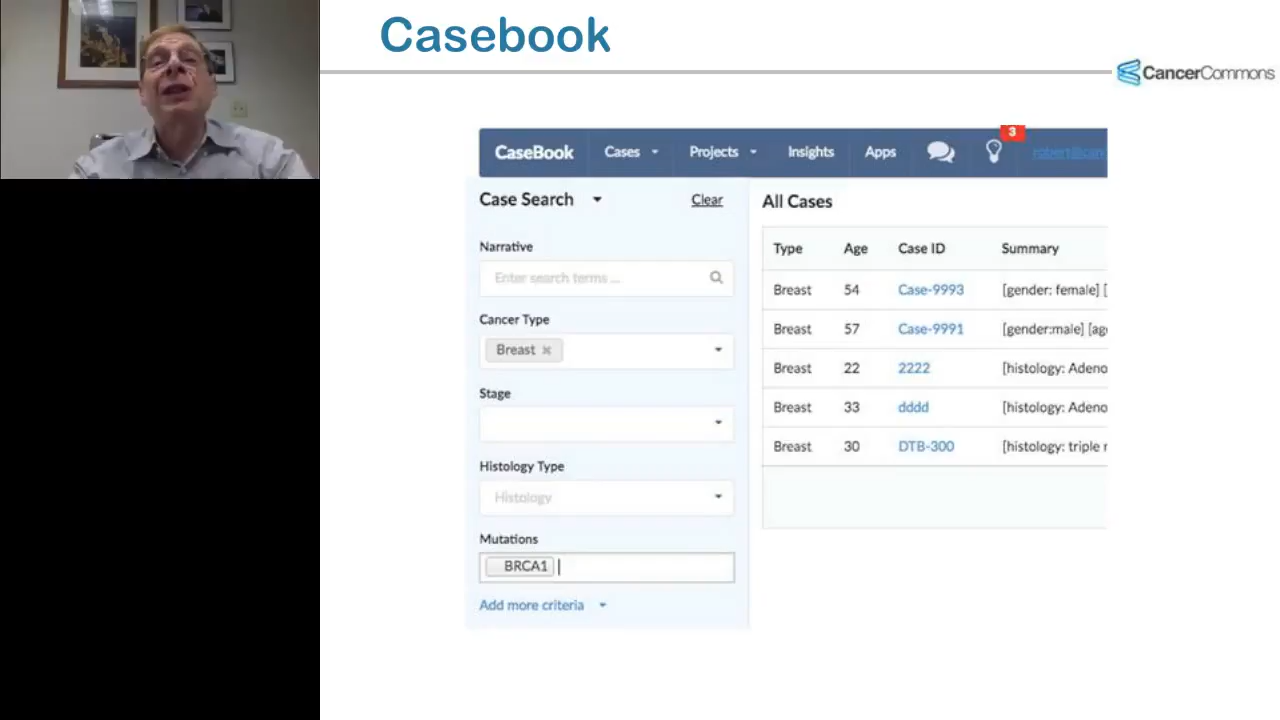 Casebook
CancerCommons
CaseBook Cases Projects Insights Apps 3
Case Search Clear
Narrative
Enter search terms ...
Cancer Type
Breast
Stage
Histology Type
Histology
Mutations
BRCA1
Add more criteria
All Cases
Type Age Case ID Summary
Breast 54 Case-9993 [gender: female] [
Breast 57 Case-9991 [gender:male] [ag
Breast 22 2222 [histology: Adeno
Breast 33 dddd [histology: Adeno
Breast 30 DTB-300 [histology: triple